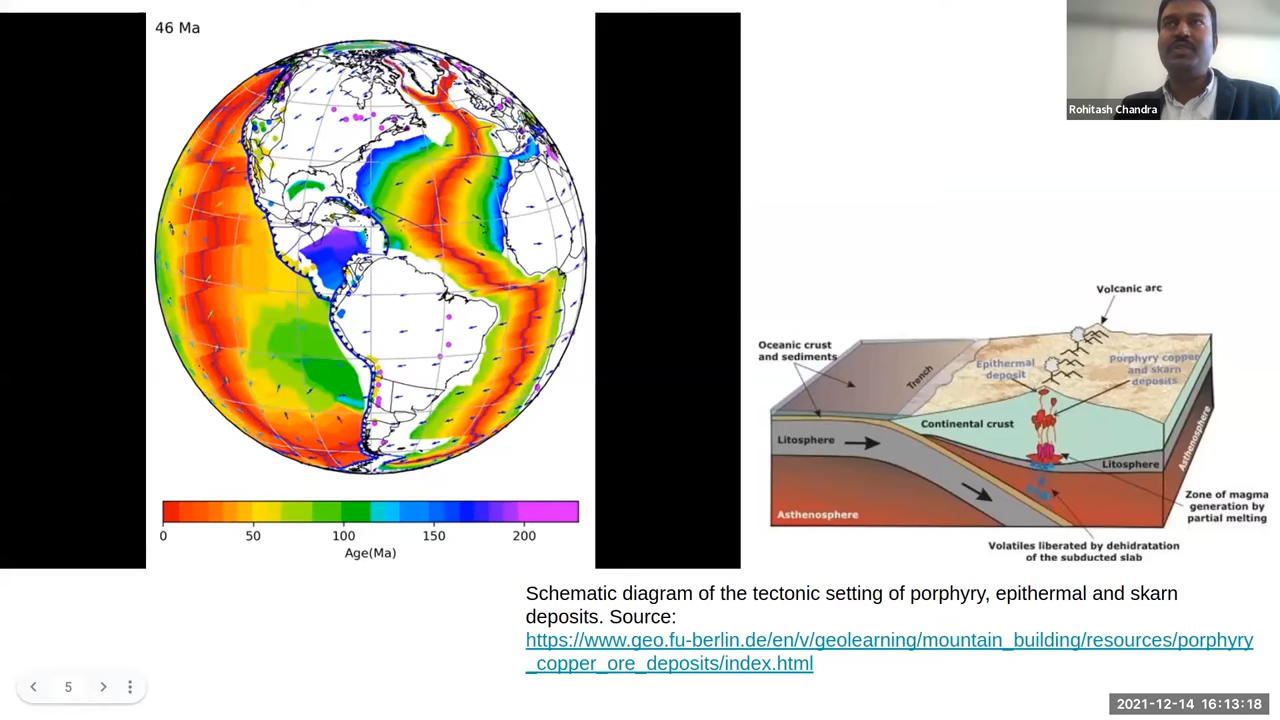 46 Ma
0 50 100 150 200
Age(Ma)
Rohitash Chandra
Volcanic arc
Oceanic crust
and sediments
Trench
Epithermal
deposit
Porphyry copper
and skarn
deposits
Continental crust
Litosphere
Litosphere
Asthenosphere
Asthenosphere
Zone of magma
generation by
partial melting
Volatiles liberated by dehidratation
of the subducted slab
Schematic diagram of the tectonic setting of porphyry, epithermal and skarn
deposits. Source:
https://www.geo.fu-berlin.de/en/v/geolearning/mountain_building/resources/porphyry
_copper_ore_deposits/index.html
5
2021-12-14 16:13:18